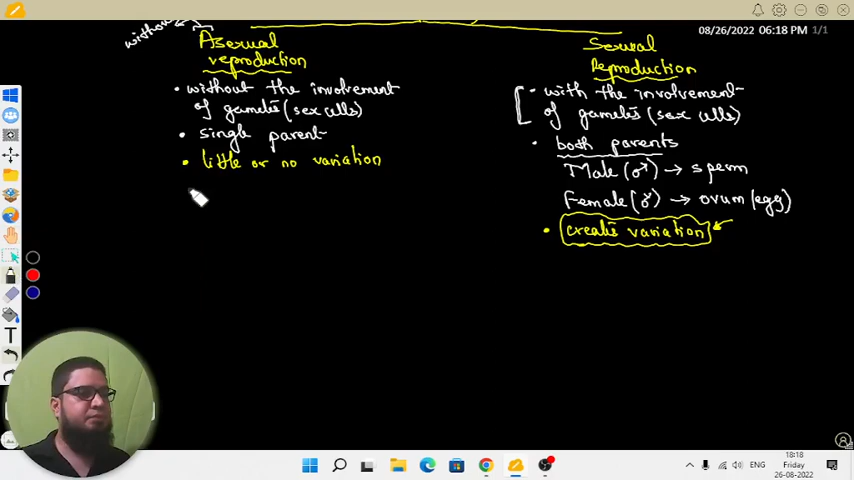 08/26/2022 06:18 PM 1/1
without
Asexual
reproduction
• without the involvement
of gametes (sex cells)
• single parent
• little or no variation
Sexual
Reproduction
• with the involvement
of gametes (sex cells)
• both parents
Male (♂) → sperm
Female (♀) → ovum (egg)
• create variation
T
ENG
18:18
Friday
26-08-2022